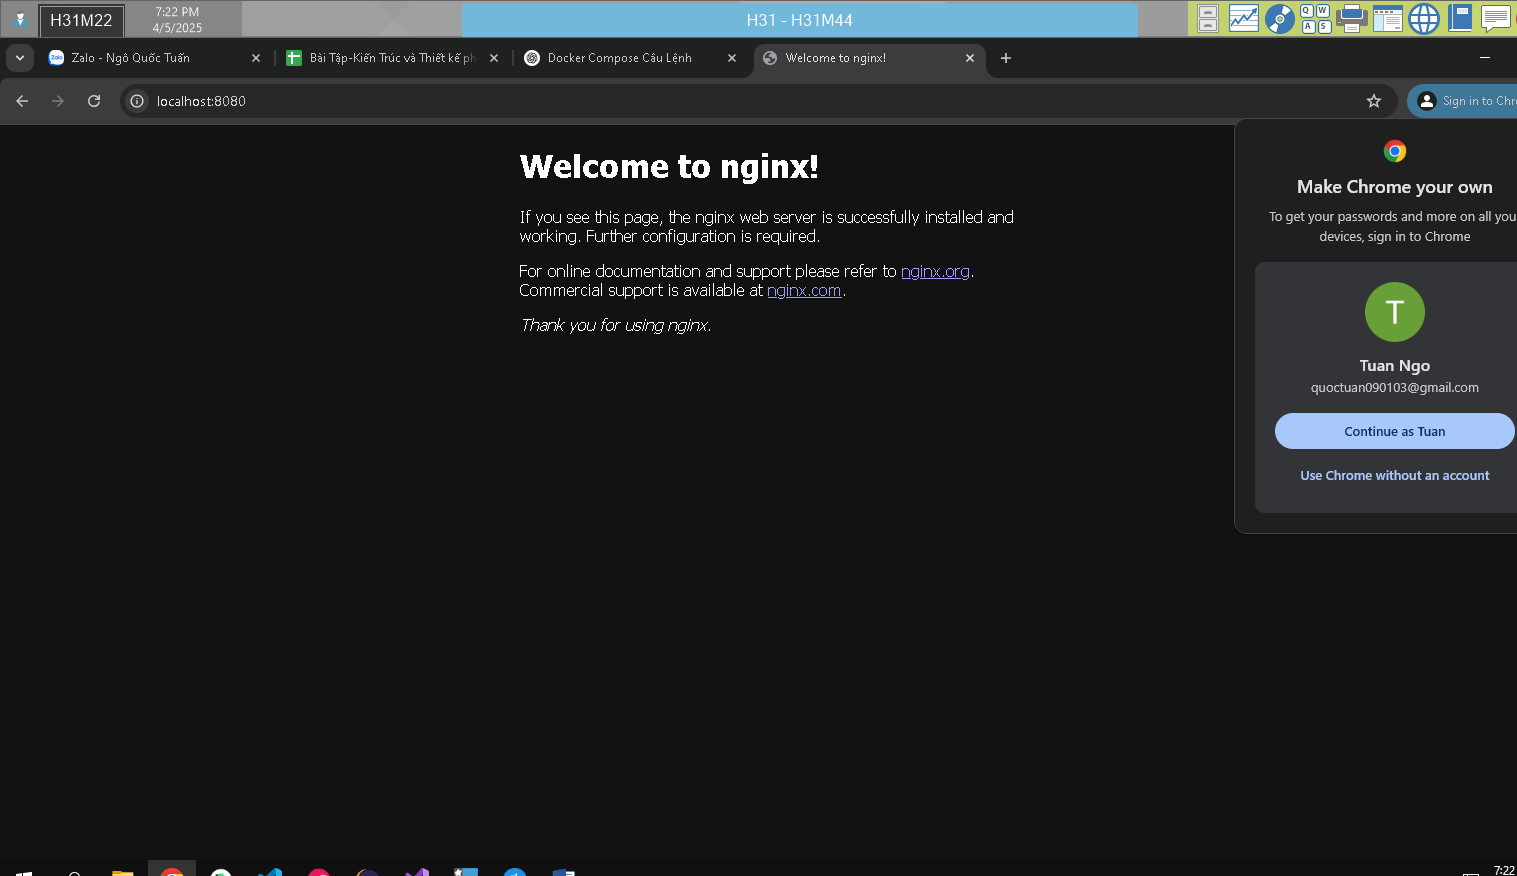 H31M22
7:22 PM
4/5/2025
H31 - H31M44
Q W
A S
Zalo - Ngô Quốc Tuấn
Bài Tập-Kiến Trúc và Thiết kế ph
Docker Compose Câu Lệnh
Welcome to nginx!
localhost:8080
Sign in to Chr
Welcome to nginx!
If you see this page, the nginx web server is successfully installed and
working. Further configuration is required.
For online documentation and support please refer to nginx.org.
Commercial support is available at nginx.com.
Thank you for using nginx.
Make Chrome your own
To get your passwords and more on all you
devices, sign in to Chrome
T
Tuan Ngo
quoctuan090103@gmail.com
Continue as Tuan
Use Chrome without an account
7:22